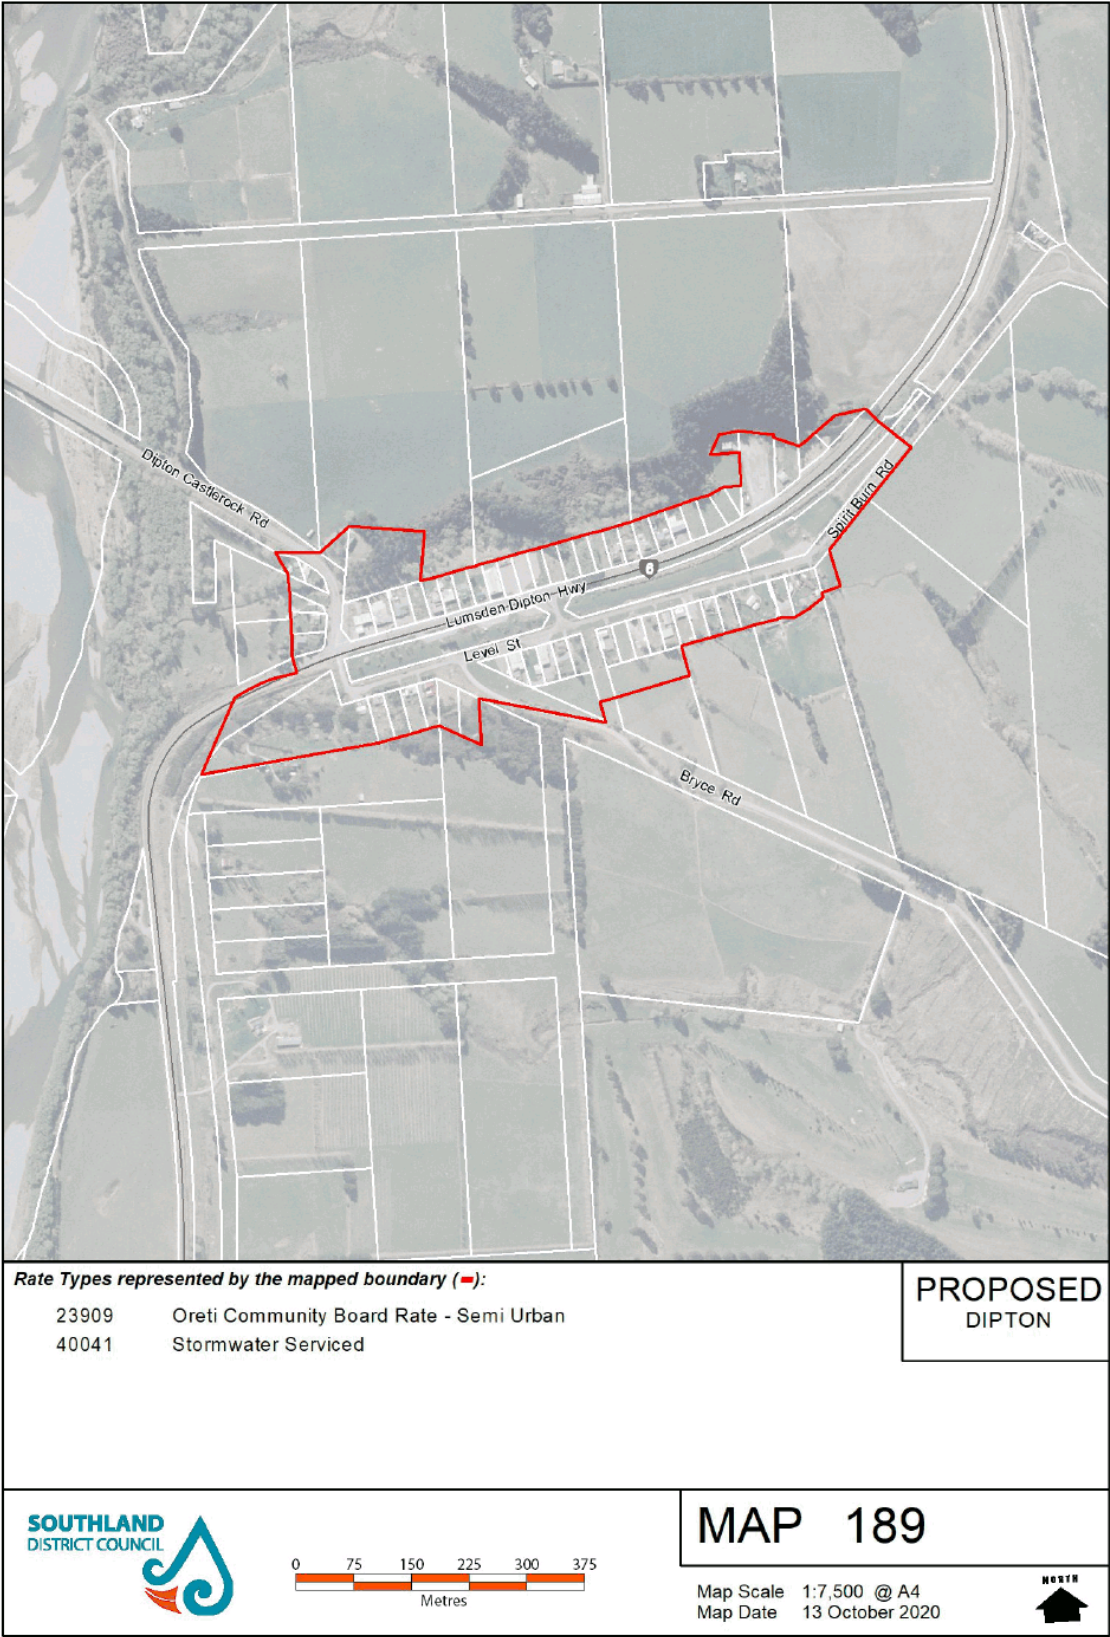 Dipton Castlerock Rd
Spirit Burn Rd
6
Lumsden-Dipton-Hwy
Level St
Bryce Rd
Rate Types represented by the mapped boundary (▬):
23909 Oreti Community Board Rate - Semi Urban
40041 Stormwater Serviced
PROPOSED
DIPTON
SOUTHLAND
DISTRICT COUNCIL
0 75 150 225 300 375
Metres
MAP 189
Map Scale 1:7,500 @ A4
Map Date 13 October 2020
NORTH